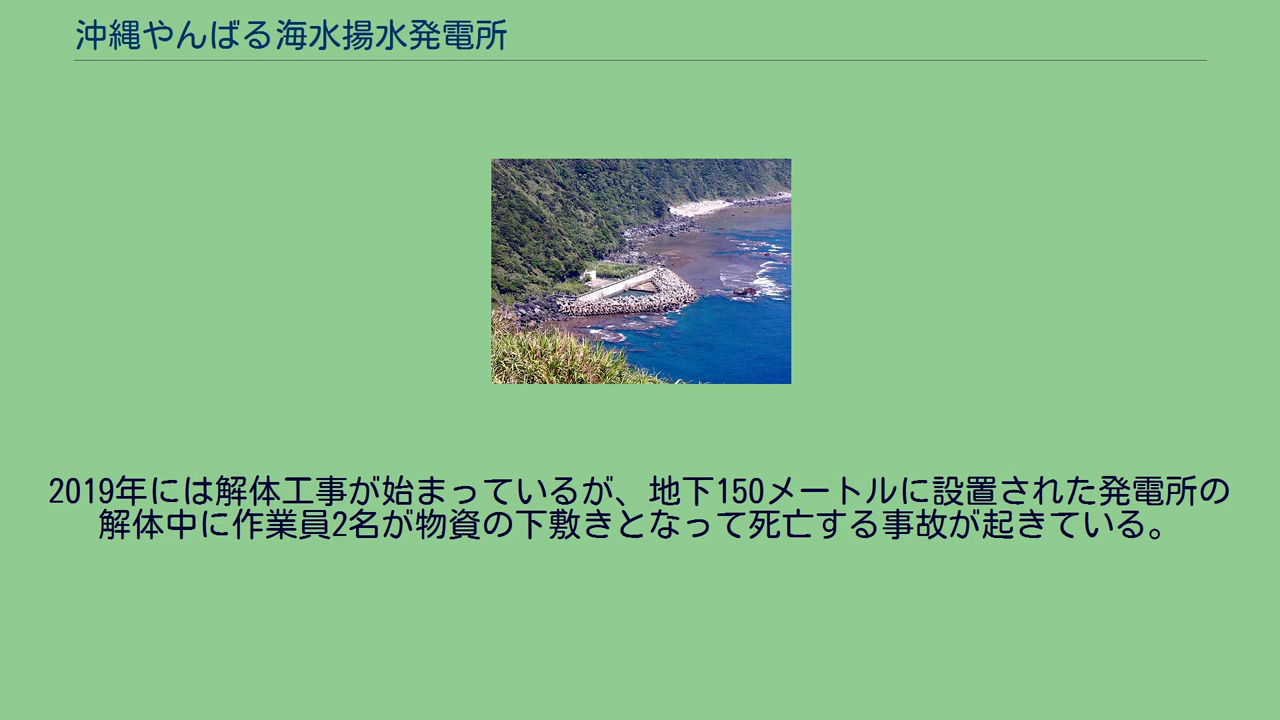 沖縄やんばる海水揚水発電所
2019年には解体工事が始まっているが、地下150メートルに設置された発電所の
解体中に作業員2名が物資の下敷きとなって死亡する事故が起きている。